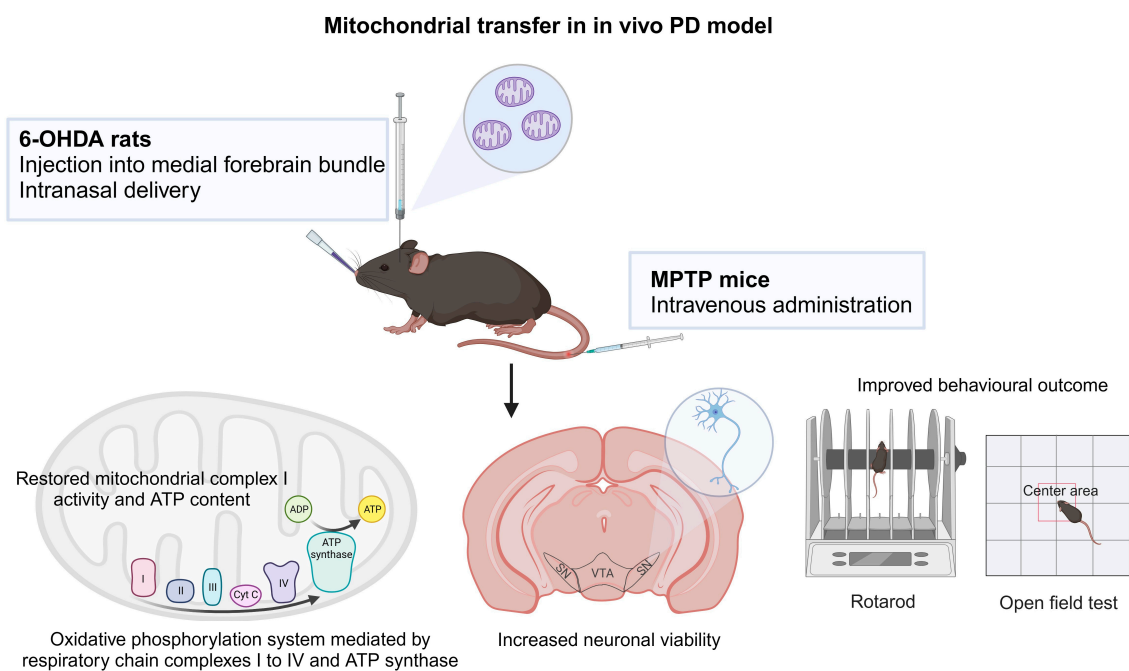 Mitochondrial transfer in in vivo PD model
6-OHDA rats
Injection into medial forebrain bundle
Intranasal delivery
MPTP mice
Intravenous administration
Restored mitochondrial complex I
activity and ATP content
ADP
ATP
ATP
synthase
I
II
III
Cyt C
IV
Oxidative phosphorylation system mediated by
respiratory chain complexes I to IV and ATP synthase
SN
VTA
SN
Increased neuronal viability
Improved behavioural outcome
Center area
Rotarod
Open field test